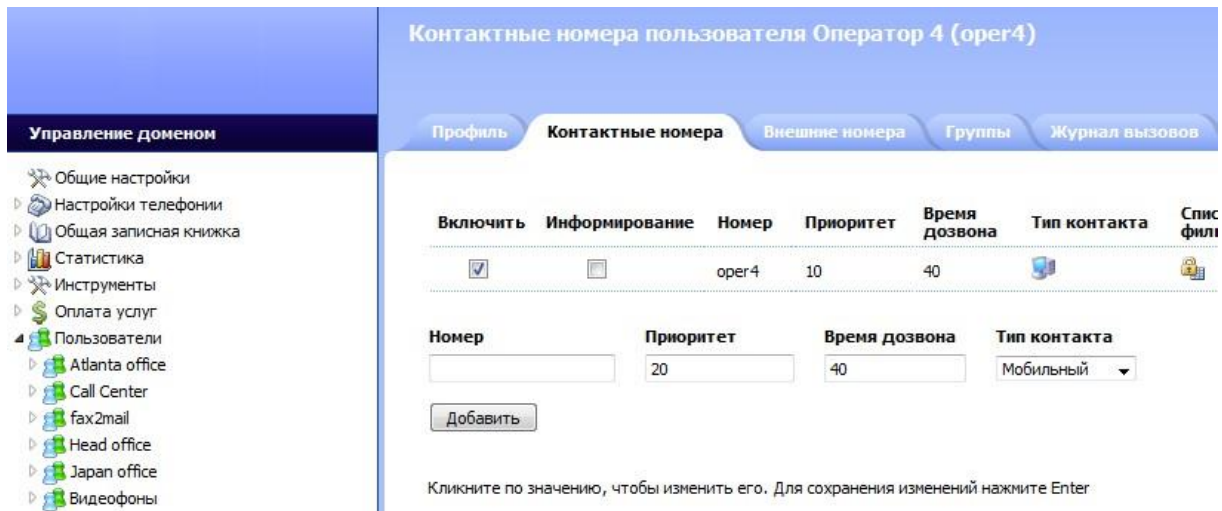 Контактные номера пользователя Оператор 4 (oper4)
Управление доменом
Общие настройки
Настройки телефонии
Общая записная книжка
Статистика
Инструменты
Оплата услуг
Пользователи
Atlanta office
Call Center
fax2mail
Head office
Japan office
Видеофоны
Профиль Контактные номера Внешние номера Группы Журнал вызовов
Включить Информирование Номер Приоритет Время дозвона Тип контакта
oper4 10 40
Номер Приоритет Время дозвона Тип контакта
20 40 Мобильный
Добавить
Кликните по значению, чтобы изменить его. Для сохранения изменений нажмите Enter